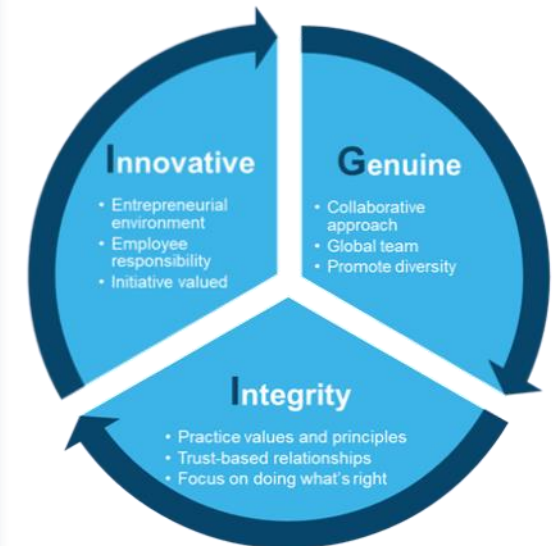 Innovative
• Entrepreneurial
environment
• Employee
responsibility
• Initiative valued
Genuine
• Collaborative
approach
• Global team
• Promote diversity
Integrity
• Practice values and principles
• Trust-based relationships
• Focus on doing what's right